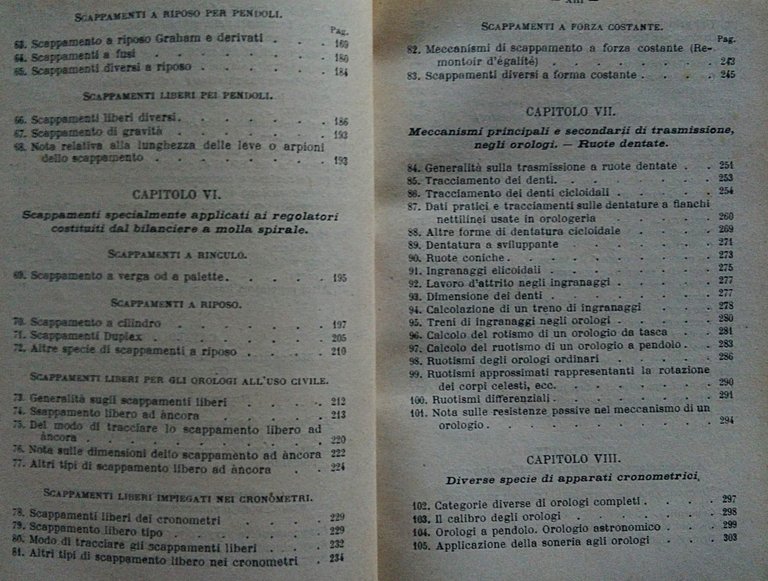 SCAPPAMENTI A RIPOSO PER PENDOLI.
Pag.
63. Scappamento a riposo Graham e derivati . . . 169
64. Scappamenti a fusi . . . . . . . 180
65. Scappamenti diversi a riposo . . . . . 184
SCAPPAMENTI LIBERI PEI PENDOLI.
66. Scappamenti liberi diversi. . . . . . 186
67. Scappamento di gravità . . . . . . 193
68. Nota relativa alla lunghezza delle leve o arpioni
dello scappamento . . . . . . . 193
CAPITOLO VI.
Scappamenti specialmente applicati ai regolatori
costituiti dal bilanciere a molla spirale.
SCAPPAMENTI A RINCULO.
69. Scappamento a verga od a palette. . . . . 195
SCAPPAMENTI A RIPOSO.
70. Scappamento a cilindro . . . . . . 197
71. Scappamenti Duplex . . . . . . . 205
72. Altre specie di scappamenti a riposo . . . . 210
SCAPPAMENTI LIBERI PER GLI OROLOGI ALL'USO CIVILE.
73. Generalità sugli scappamenti liberi . . . . 212
74. Ssappamento libero ad àncora . . . . . 213
75. Del modo di tracciare lo scappamento libero ad
àncora . . . . . . . . . 220
76. Nota sulle dimensioni dello scappamento ad àncora 222
77. Altri tipi di scappamento libero ad àncora . . 224
SCAPPAMENTI LIBERI IMPIEGATI NEI CRONÒMETRI.
78. Scappamenti liberi dei cronometri . . . . 229
79. Scappamento libero tipo . . . . . . 229
80. Modo di tracciare gli scappamenti liberi . . . 232
81. Altri tipi di scappamento libero nei cronometri . 234
— XIII —
SCAPPAMENTI A FORZA COSTANTE.
Pag.
82. Meccanismi di scappamento a forza costante (Re-
montoir d'égalité) . . . . . . . 243
83. Scappamenti diversi a forma costante . . . . 245
CAPITOLO VII.
Meccanismi principali e secondarii di trasmissione,
negli orologi. — Ruote dentate.
84. Generalità sulla trasmissione a ruote dentate . . 251
85. Tracciamento dei denti. . . . . . . 253
86. Tracciamento dei denti cicloidali . . . . . 254
87. Dati pratici e tracciamenti sulle dentature a fianchi
nettilinei usate in orologeria . . . . . 260
88. Altre forme di dentatura cicloidale . . . . 269
89. Dentatura a sviluppante . . . . . . 271
90. Ruote coniche . . . . . . . . 273
91. Ingranaggi elicoidali . . . . . . . 275
92. Lavoro d'attrito negli ingranaggi . . . . 277
93. Dimensione dei denti . . . . . . . 277
94. Calcolazione di un treno di ingranaggi . . . 278
95. Treni di ingranaggi negli orologi . . . . . 280
96. Calcolo del rotismo di un orologio da tasca . . 281
97. Calcolo del ruotismo di un orologio a pendolo . . 283
98. Ruotismi degli orologi ordinari . . . . . 286
99. Ruotismi approssimati rappresentanti la rotazione
dei corpi celesti, ecc. . . . . . . . 290
100. Ruotismi differenziali . . . . . . . 291
101. Nota sulle resistenze passive nel meccanismo di un
orologio . . . . . . . . . 294
CAPITOLO VIII.
Diverse specie di apparati cronometrici,
102. Categorie diverse di orologi completi . . . . 297
103. Il calibro degli orologi . . . . . . . 298
104. Orologi a pendolo. Orologio astronomico . . . 299
105. Applicazione della soneria agli orologi . . . . 303